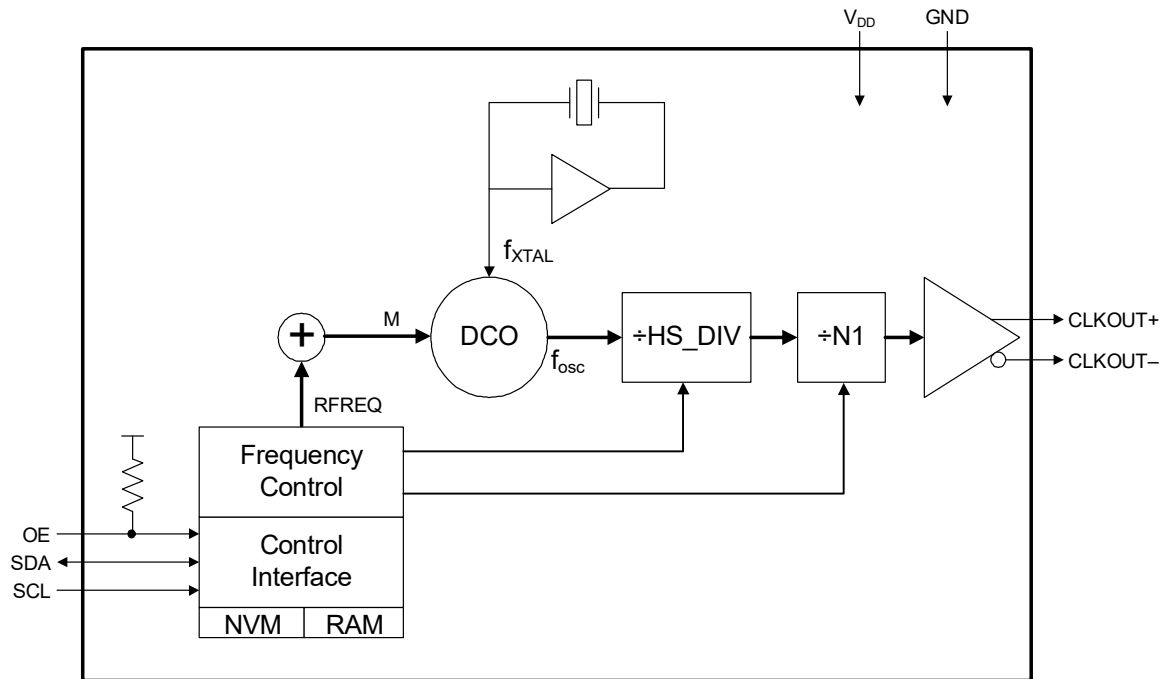 VDD
GND
fXTAL
+
M
DCO
fosc
÷HS_DIV
÷N1
CLKOUT+
CLKOUT–
RFREQ
Frequency
Control
OE
SDA
SCL
Control
Interface
NVM
RAM